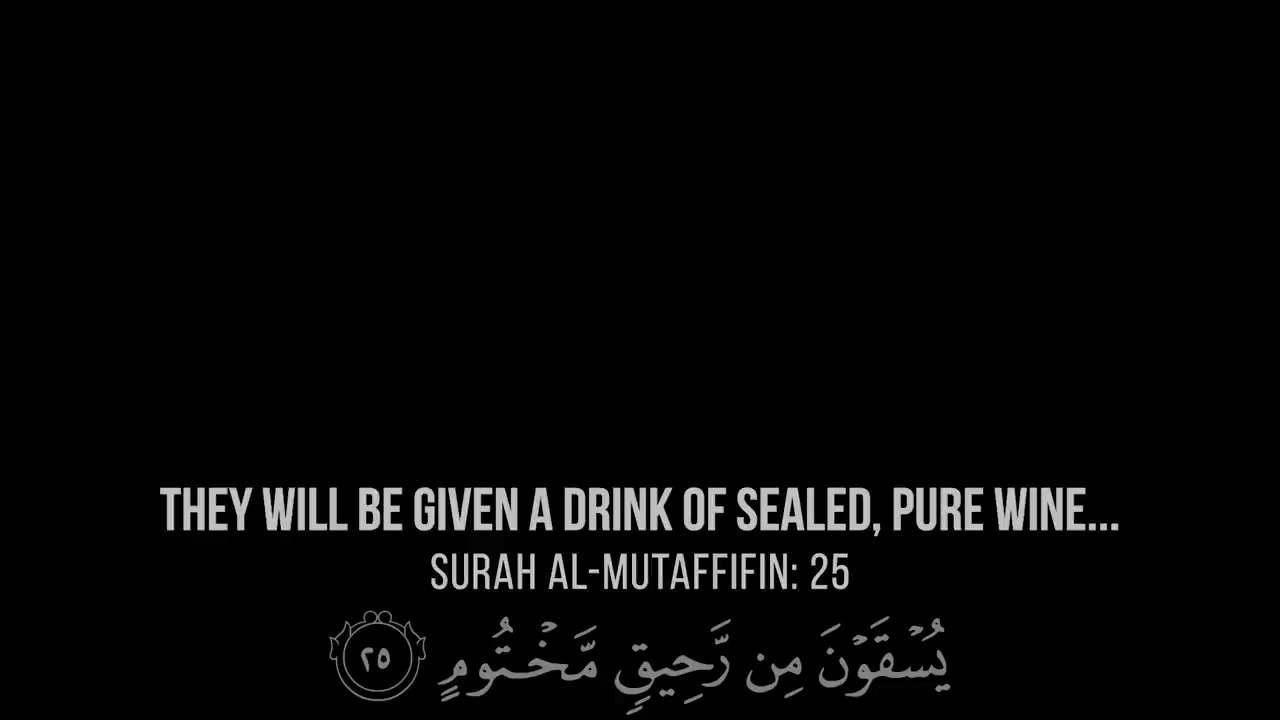 THEY WILL BE GIVEN A DRINK OF SEALED, PURE WINE...
SURAH AL-MUTAFFIFIN: 25
يُسْقَوْنَ مِن رَّحِيقٍ مَّخْتُومٍ ٢٥